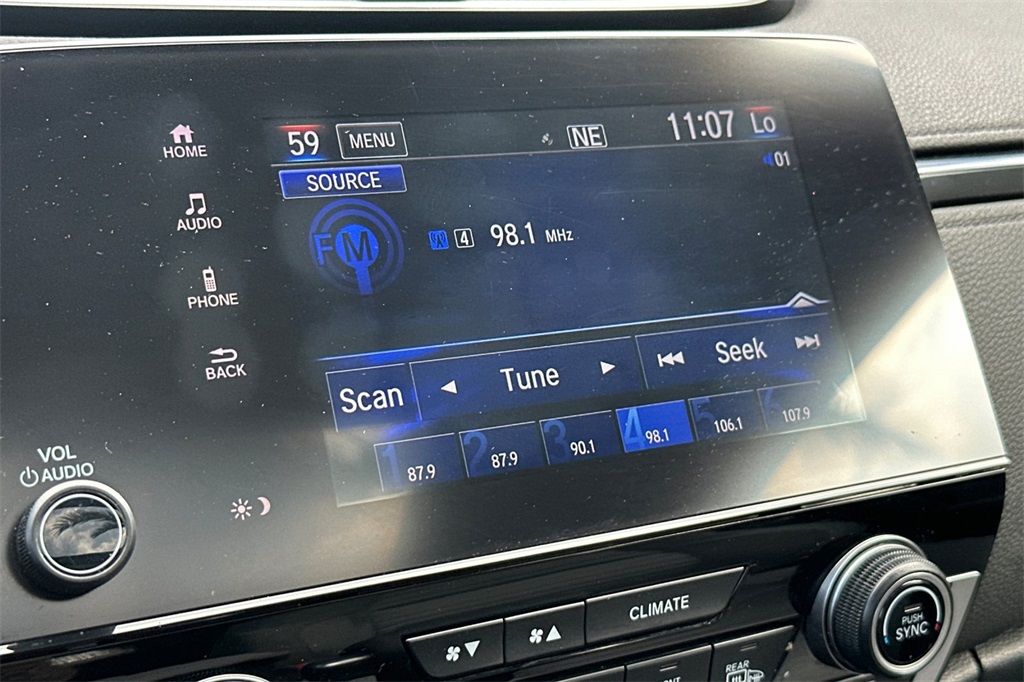 59 MENU NE 11:07 Lo
HOME
SOURCE
01
AUDIO
FM
4 98.1 MHz
PHONE
BACK
Scan Tune Seek
1 87.9 2 87.9 3 90.1 4 98.1 5 106.1 6 107.9
VOL
AUDIO
CLIMATE
PUSH
SYNC
REAR